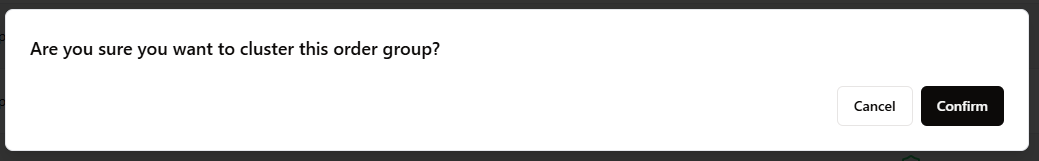 Are you sure you want to cluster this order group?
Cancel
Confirm